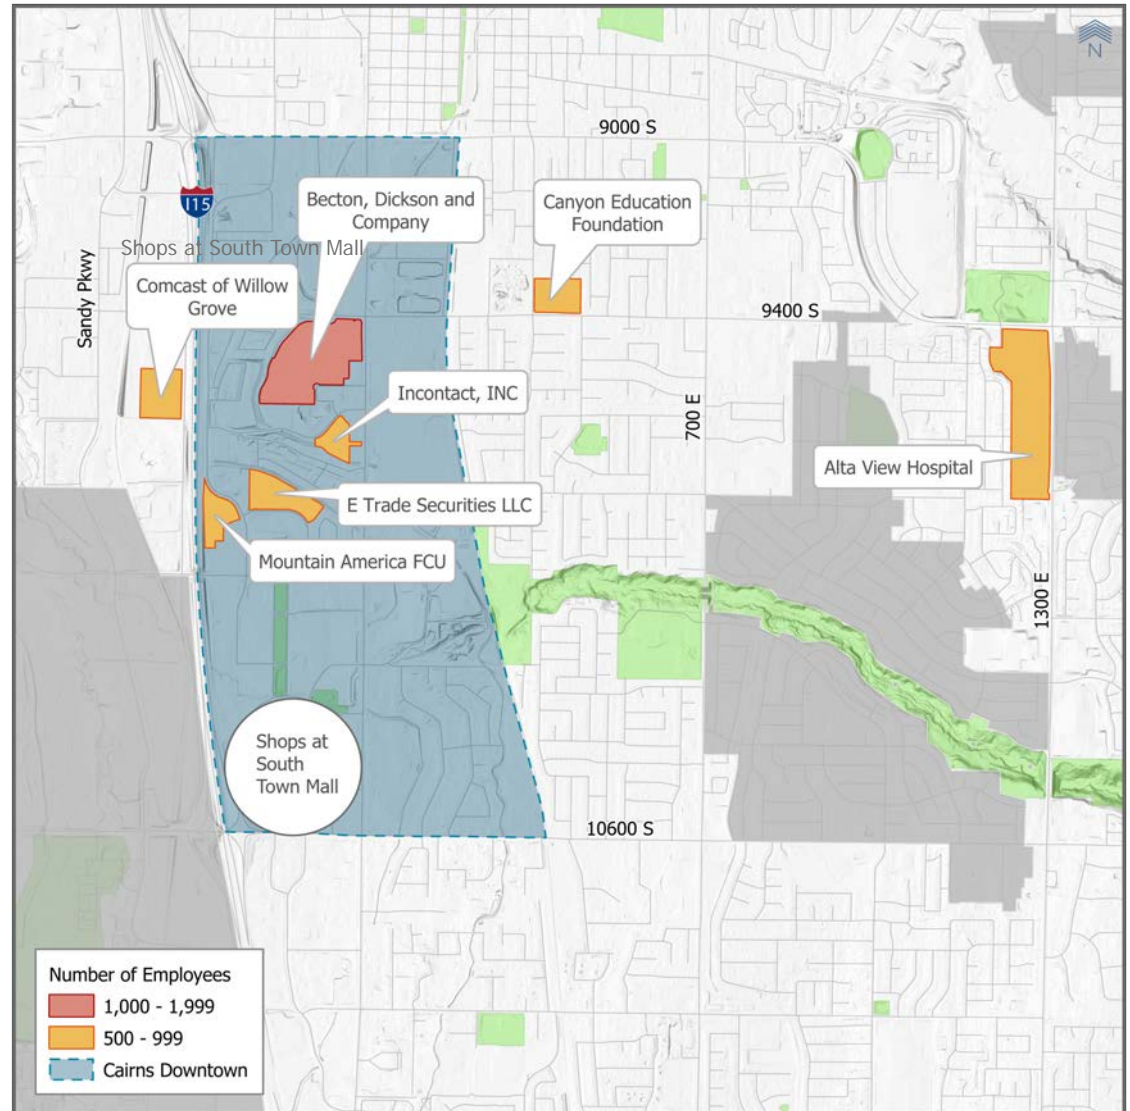 N
9000 S
I15
Becton, Dickson and
Company
Canyon Education
Foundation
Shops at South Town Mall
Sandy Pkwy
Comcast of Willow
Grove
9400 S
Incontact, INC
700 E
Alta View Hospital
E Trade Securities LLC
Mountain America FCU
1300 E
Shops at
South
Town Mall
10600 S
Number of Employees
1,000 - 1,999
500 - 999
Cairns Downtown